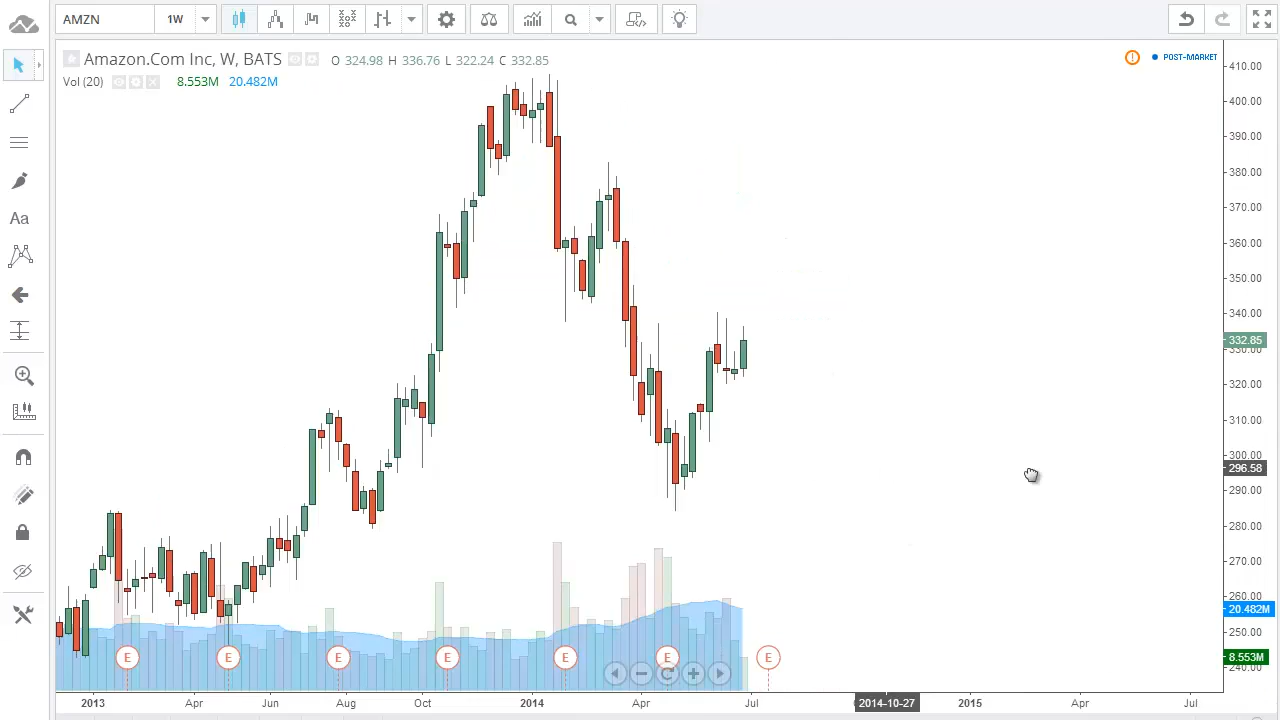 AMZN 1W
Amazon.Com Inc, W, BATS O 324.98 H 336.76 L 322.24 C 332.85
POST-MARKET
Vol (20) 8.553M 20.482M
Aa
410.00
400.00
390.00
380.00
370.00
360.00
350.00
340.00
332.85
330.00
320.00
310.00
300.00
296.58
290.00
280.00
270.00
260.00
20.482M
250.00
8.553M
240.00
E E E E E E E
2013 Apr Jun Aug Oct 2014 Apr Jul 2014-10-27 2015 Apr Jul